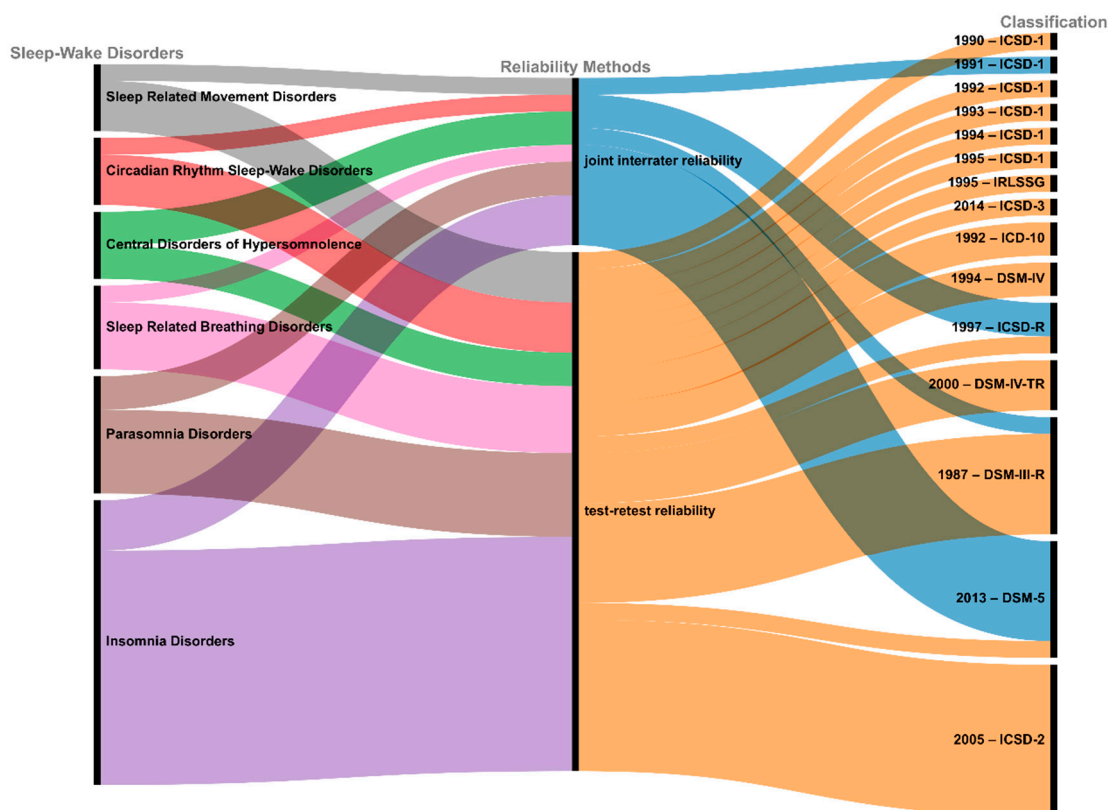 Sleep-Wake Disorders
Sleep Related Movement Disorders
Circadian Rhythm Sleep-Wake Disorders
Central Disorders of Hypersomnolence
Sleep Related Breathing Disorders
Parasomnia Disorders
Insomnia Disorders
Reliability Methods
joint interrater reliability
test-retest reliability
Classification
1990 – ICSD-1
1991 – ICSD-1
1992 – ICSD-1
1993 – ICSD-1
1994 – ICSD-1
1995 – ICSD-1
1995 – IRLSSG
2014 – ICSD-3
1992 – ICD-10
1994 – DSM-IV
1997 – ICSD-R
2000 – DSM-IV-TR
1987 – DSM-III-R
2013 – DSM-5
2005 – ICSD-2